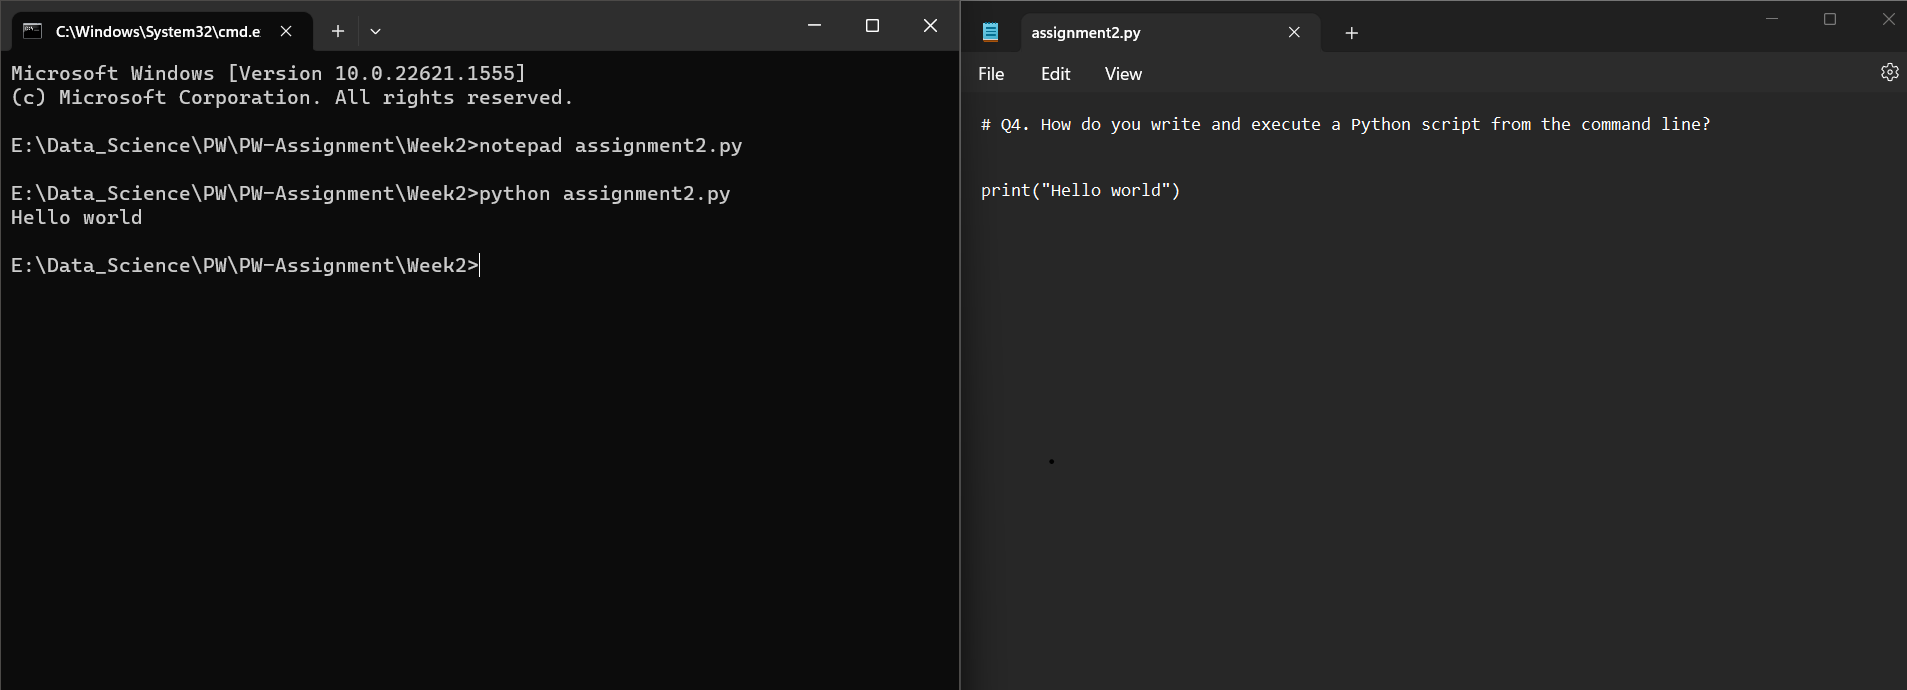 C:\Windows\System32\cmd.e
Microsoft Windows [Version 10.0.22621.1555]
(c) Microsoft Corporation. All rights reserved.
E:\Data_Science\PW\PW-Assignment\Week2>notepad assignment2.py
E:\Data_Science\PW\PW-Assignment\Week2>python assignment2.py
Hello world
E:\Data_Science\PW\PW-Assignment\Week2>
assignment2.py
File Edit View
# Q4. How do you write and execute a Python script from the command line?
print("Hello world")